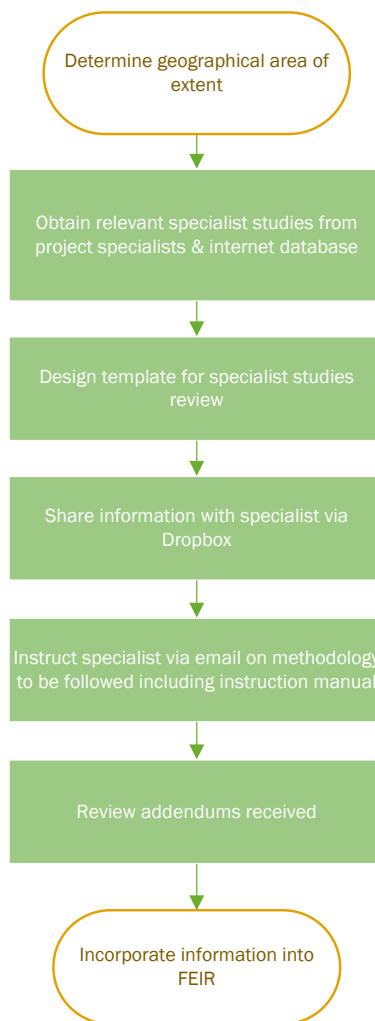 Determine geographical area of
extent
Obtain relevant specialist studies from
project specialists & internet database
Design template for specialist studies
review
Share information with specialist via
Dropbox
Instruct specialist via email on methodology
to be followed including instruction manual
Review addendums received
Incorporate information into
FEIR